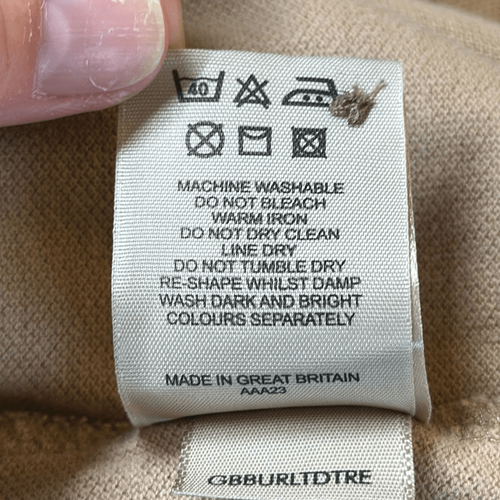 40
MACHINE WASHABLE
DO NOT BLEACH
WARM IRON
DO NOT DRY CLEAN
LINE DRY
DO NOT TUMBLE DRY
RE-SHAPE WHILST DAMP
WASH DARK AND BRIGHT
COLOURS SEPARATELY
MADE IN GREAT BRITAIN
AAA23
GBBURLTDTRE